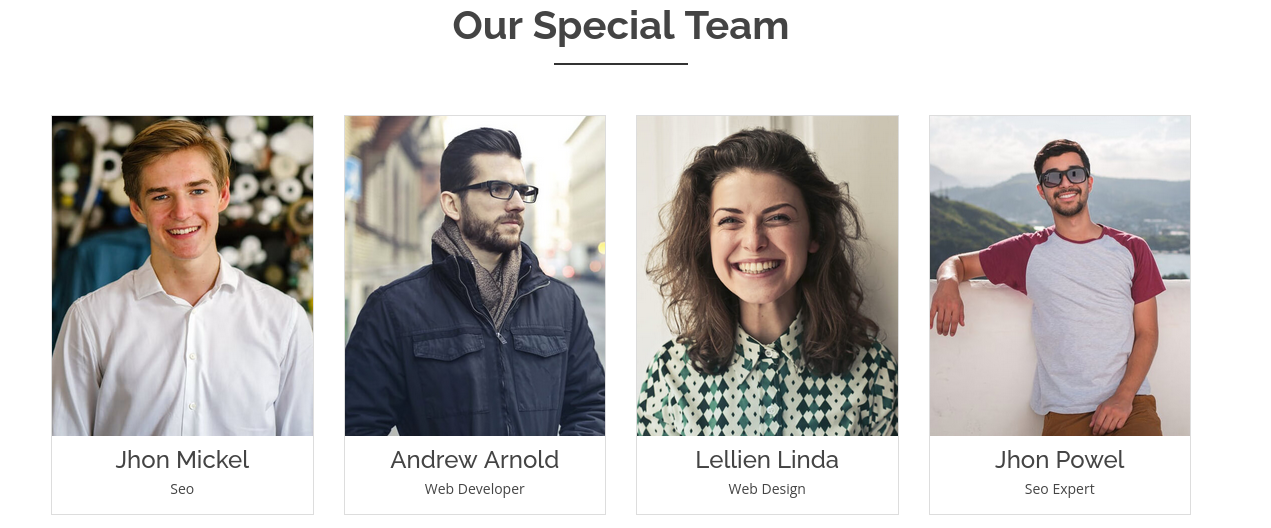 Our Special Team
Jhon Mickel
Seo
Andrew Arnold
Web Developer
Lellien Linda
Web Design
Jhon Powel
Seo Expert